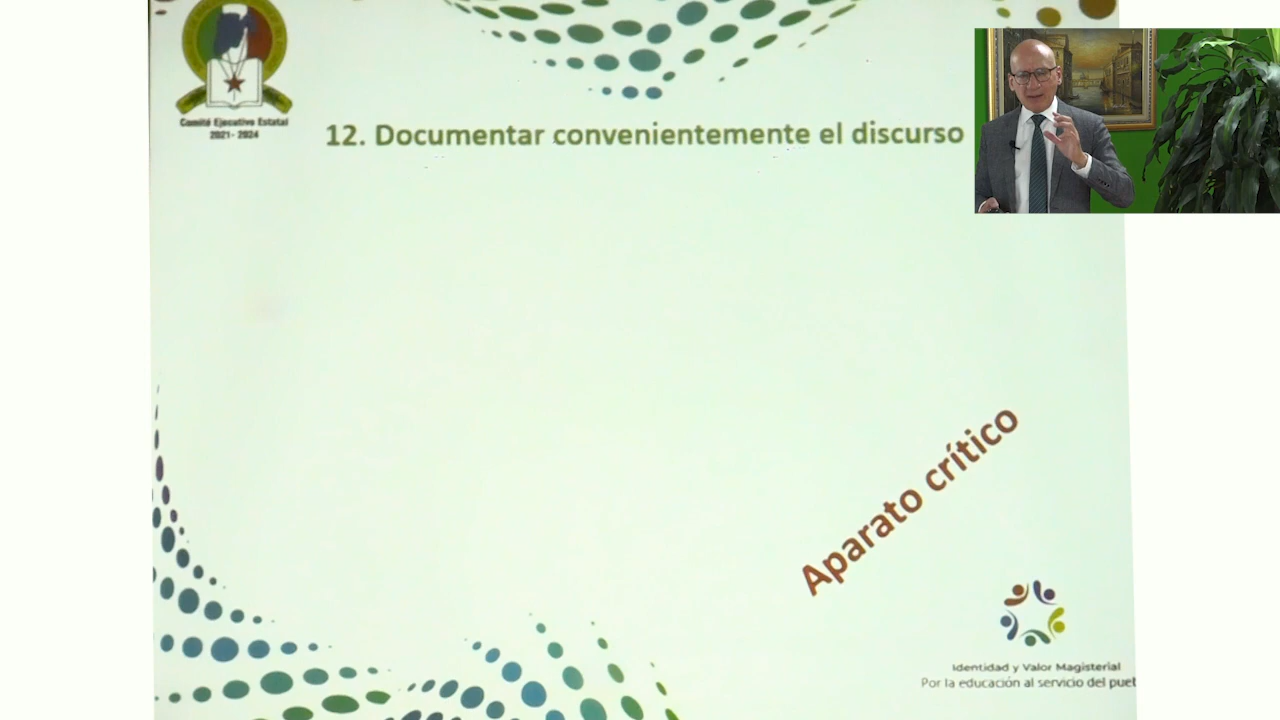 Comité Ejecutivo Estatal
2021- 2024
12. Documentar convenientemente el discurso
Aparato crítico
Identidad y Valor Magisterial
Por la educación al servicio del puebl